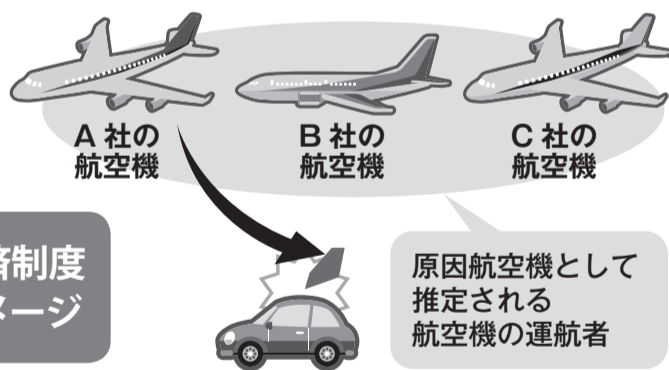 A 社の
航空機
B 社の
航空機
C 社の
航空機
済制度
メージ
原因航空機として
推定される
航空機の運航者